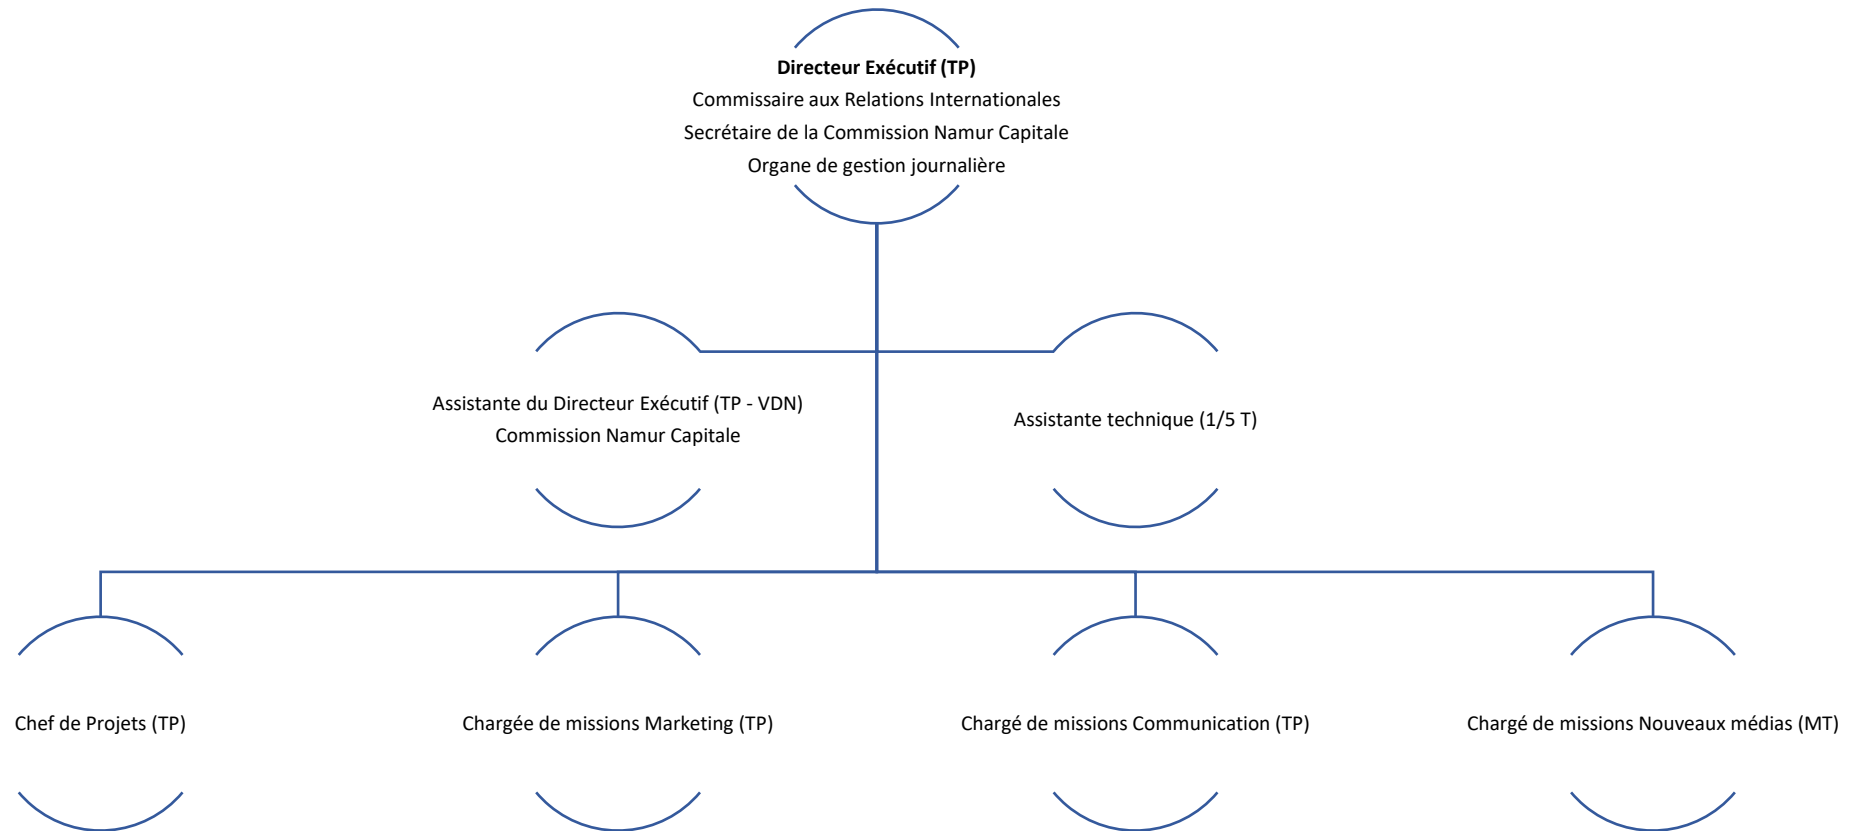 Directeur Exécutif (TP)
Commissaire aux Relations Internationales
Secrétaire de la Commission Namur Capitale
Organe de gestion journalière
Assistante du Directeur Exécutif (TP - VDN)
Commission Namur Capitale
Assistante technique (1/5 T)
Chef de Projets (TP)
Chargée de missions Marketing (TP)
Chargé de missions Communication (TP)
Chargé de missions Nouveaux médias (MT)